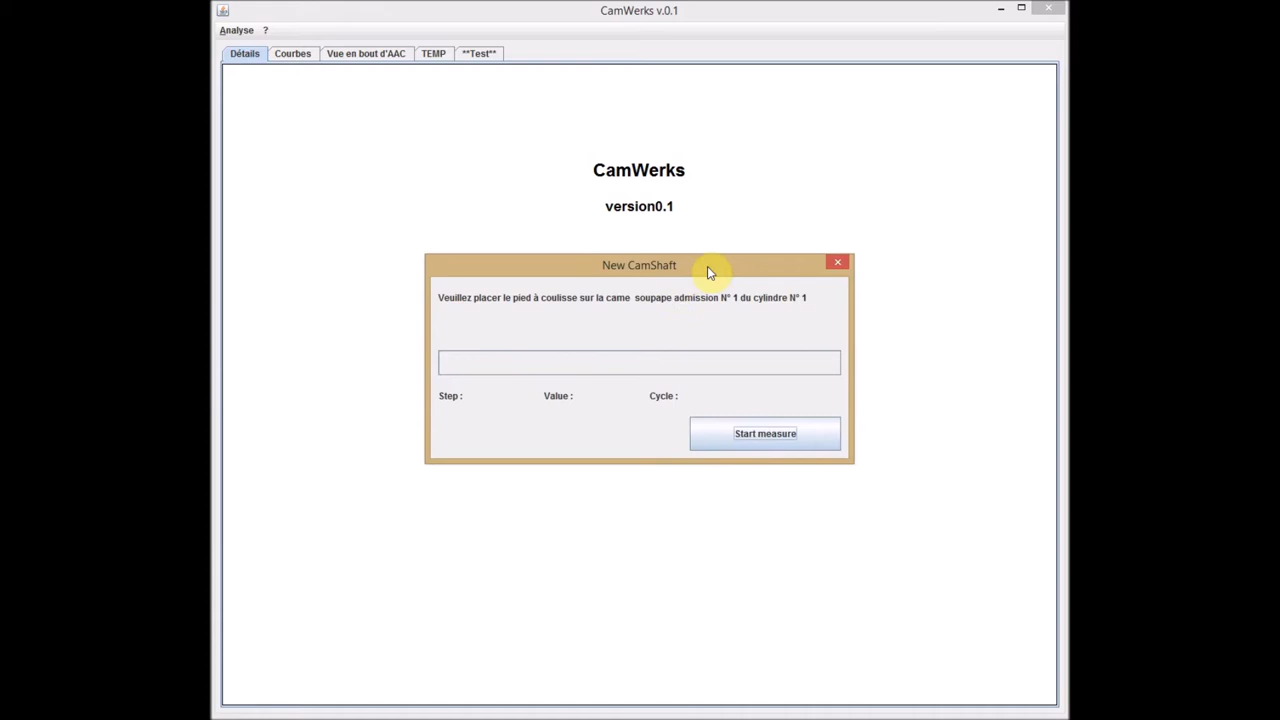 CamWerks v.0.1
Analyse ?
Détails Courbes Vue en bout d'AAC TEMP **Test**
CamWerks
version0.1
New CamShaft
Veuillez placer le pied à coulisse sur la came soupape admission N° 1 du cylindre N° 1
Step : Value : Cycle :
Start measure